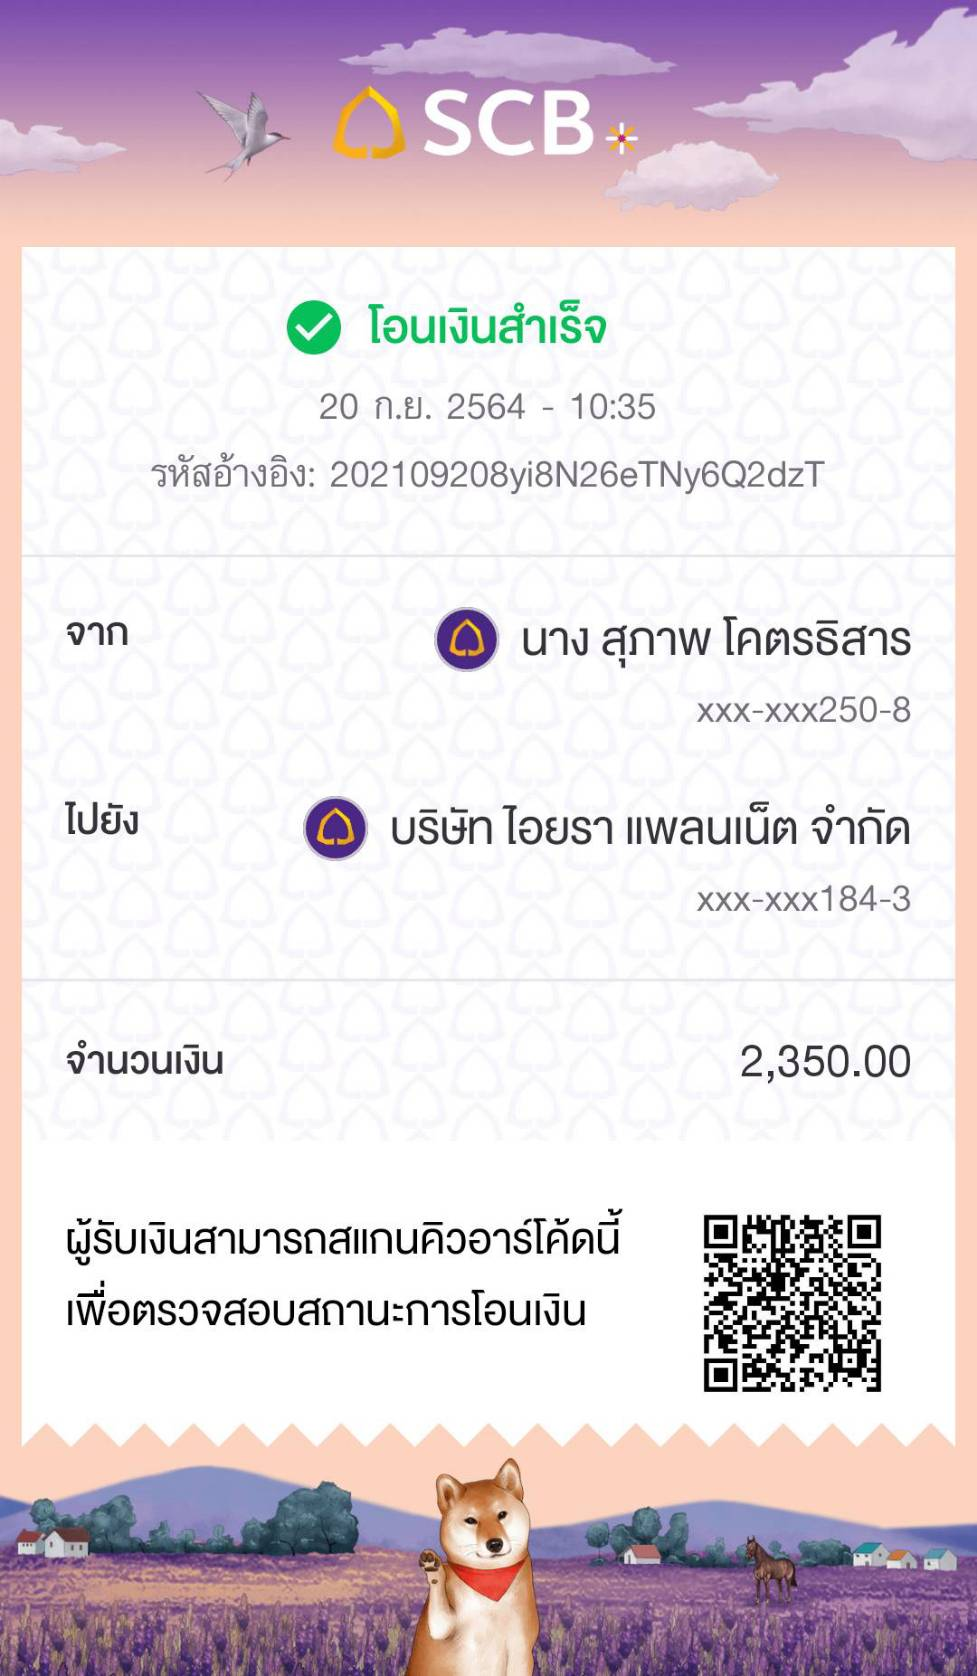 SCB
โอนเงินสำเร็จ
20 ก.ย. 2564 - 10:35
รหัสอ้างอิง: 202109208yi8N26eTNy6Q2dzT
จาก
นาง สุภาพ โคตรธิสาร
xxx-xxx250-8
ไปยัง
บริษัท ไอยรา แพลนเน็ต จำกัด
xxx-xxx184-3
จำนวนเงิน 2,350.00
ผู้รับเงินสามารถสแกนคิวอาร์โค้ดนี้
เพื่อตรวจสอบสถานะการโอนเงิน